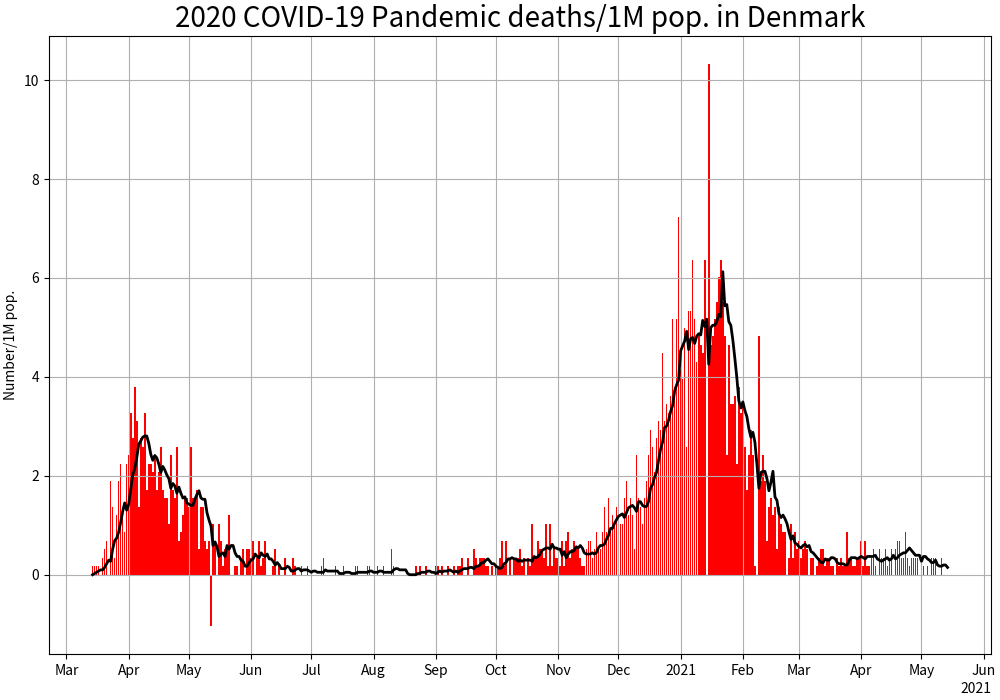 2020 COVID-19 Pandemic deaths/1M pop. in Denmark
Number/1M pop.
10
8
6
4
2
0
Mar Apr May Jun Jul Aug Sep Oct Nov Dec 2021 Feb Mar Apr May Jun
2021